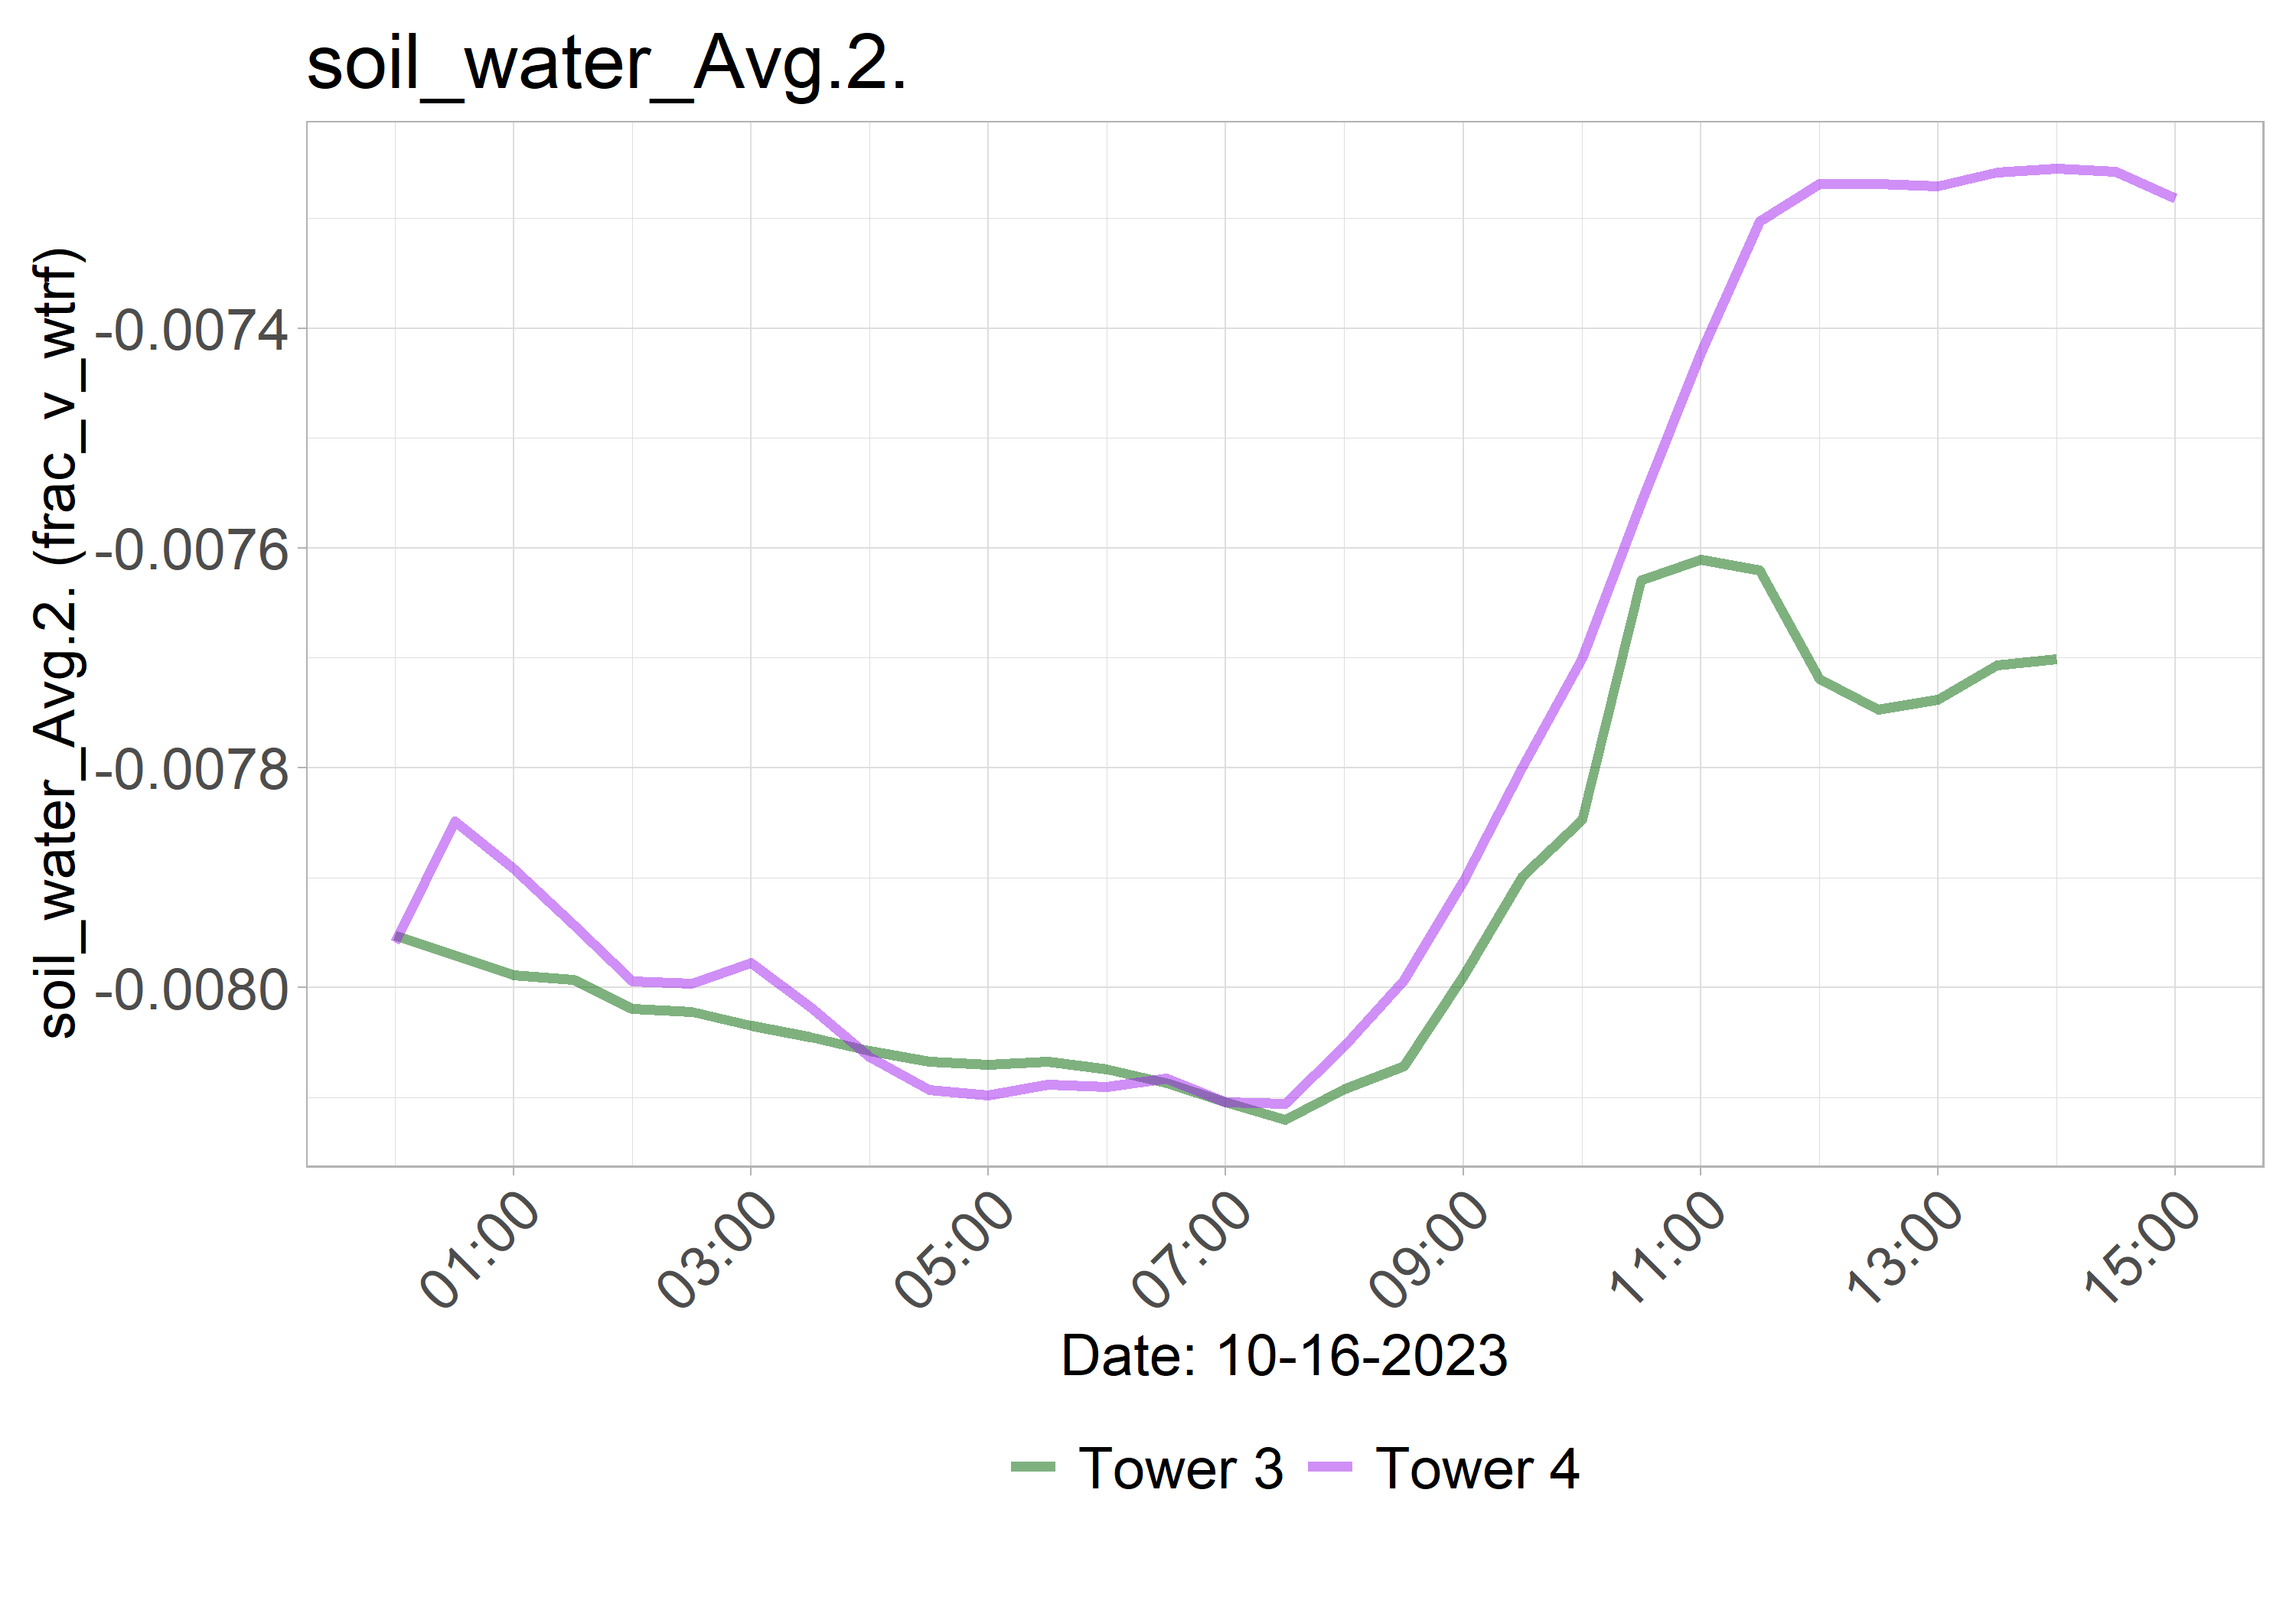 soil_water_Avg.2.
soil_water_Avg.2. (frac_v_wtrf)
-0.0074
-0.0076
-0.0078
-0.0080
01:00
03:00
05:00
07:00
09:00
11:00
13:00
15:00
Date: 10-16-2023
Tower 3
Tower 4